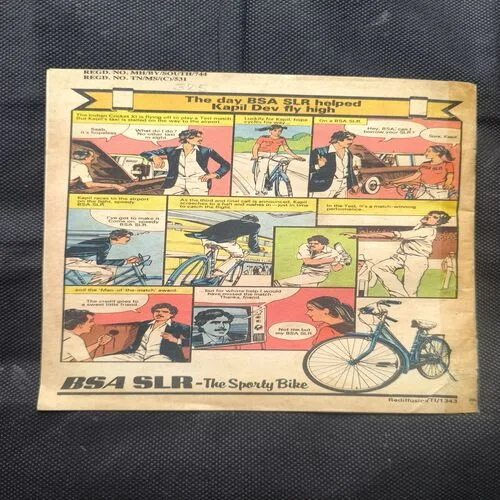 REGD. NO. MH/BY/SOUTH/744
REGD. NO. TN/MS/(C)/531
385
The day BSA SLR helped
Kapil Dev fly high
The Indian Cricket XI is flying off to play a Test match.
But Kapil's taxi is stalled on the way to the airport.
Saab,
it's hopeless
What do I do?
No other taxi
in sight.
Luckily for Kapil, hope
cycles his way...
On a BSA SLR.
Hey, BSA, can I
borrow your SLR?
Sure, Kapil
Kapil races to the airport
on the light, speedy
BSA SLR.
I've got to make it.
Come on, speedy
BSA SLR.
As the third and final call is announced, Kapil
screeches to a halt and rushes in—just in time
to catch the flight.
In the Test, it's a match-winning
performance.
and the 'Man-of-the-match' award.
The credit goes to
a sweet little friend.
...but for whose help I would
have missed the match.
Thanks, friend.
Not me but
my BSA SLR
BSA SLR - The Sporty Bike
Rediffusion/TI/1343